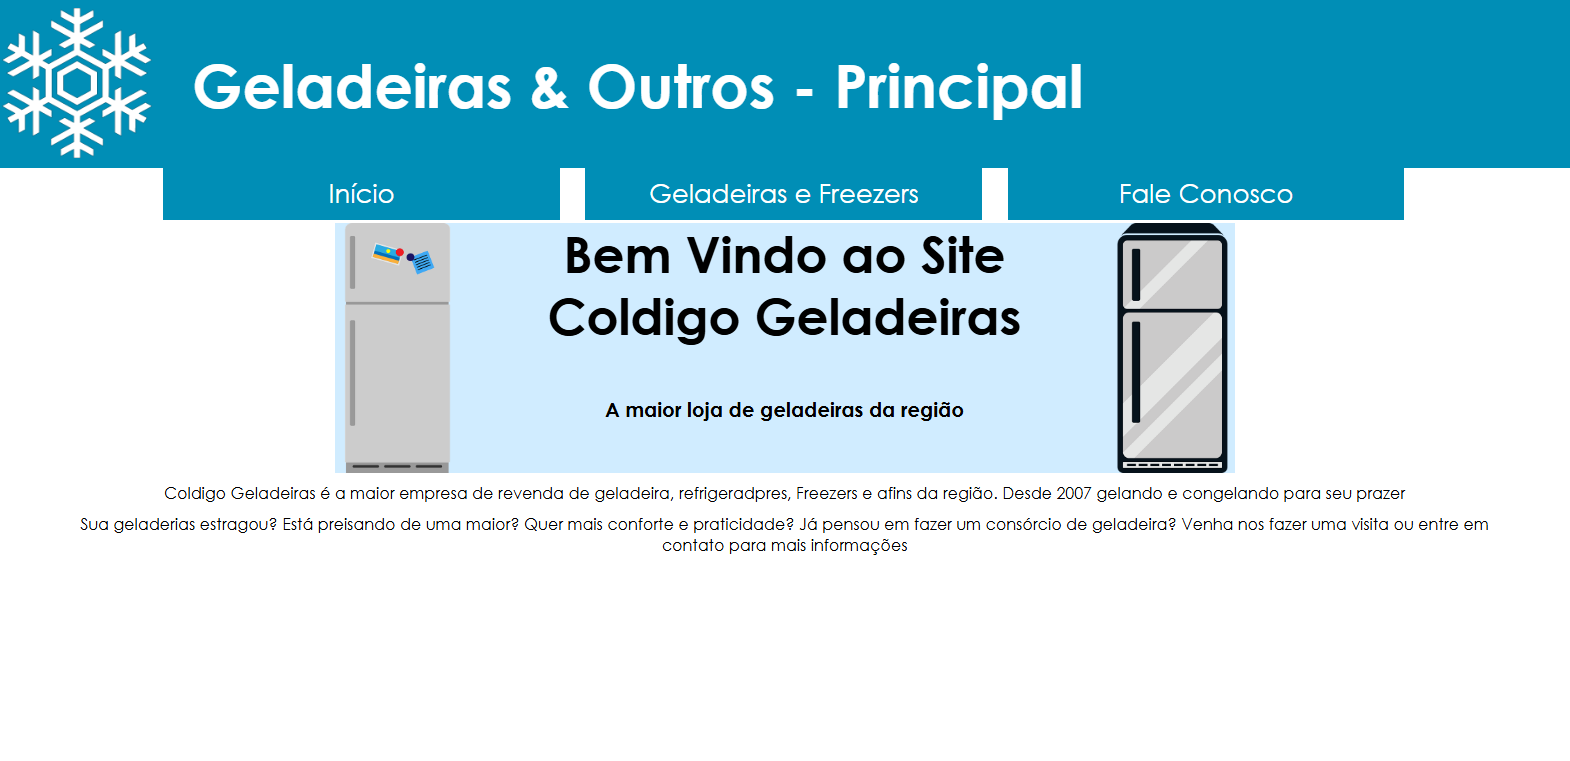 Geladeiras & Outros - Principal
Início
Geladeiras e Freezers
Fale Conosco
Bem Vindo ao Site
Coldigo Geladeiras
A maior loja de geladeiras da região
Coldigo Geladeiras é a maior empresa de revenda de geladeira, refrigeradpres, Freezers e afins da região. Desde 2007 gelando e congelando para seu prazer
Sua geladerias estragou? Está preisando de uma maior? Quer mais conforte e praticidade? Já pensou em fazer um consórcio de geladeira? Venha nos fazer uma visita ou entre em
contato para mais informações